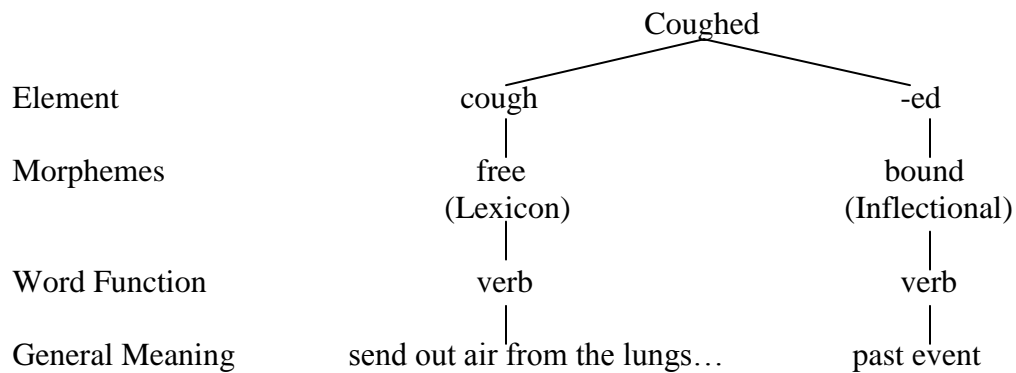 Coughed
Element cough -ed
Morphemes free bound
(Lexicon) (Inflectional)
Word Function verb verb
General Meaning send out air from the lungs… past event